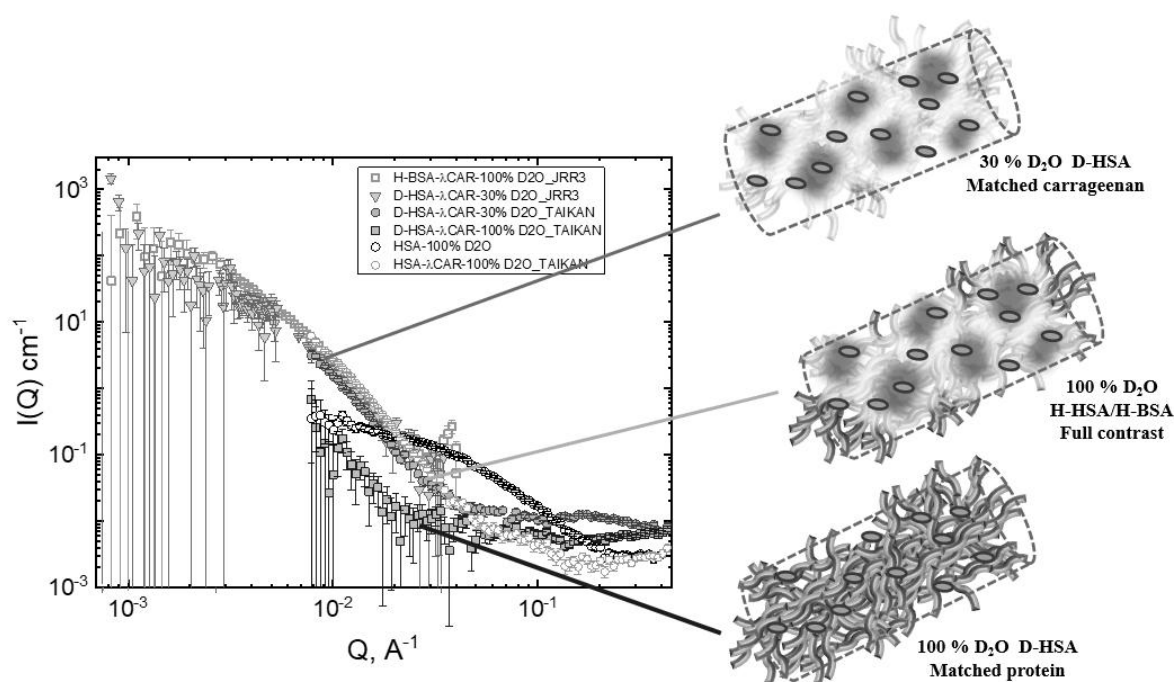 H-BSA-λCAR-100% D2O_JRR3
D-HSA-λCAR-30% D2O_JRR3
D-HSA-λCAR-30% D2O_TAIKAN
D-HSA-λCAR-100% D2O_TAIKAN
HSA-100% D2O
HSA-λCAR-100% D2O_TAIKAN
10³
10¹
10⁻¹
10⁻³
I(Q) cm⁻¹
10⁻³ 10⁻² 10⁻¹
Q, A⁻¹
30 % D₂O D-HSA
Matched carrageenan
100 % D₂O
H-HSA/H-BSA
Full contrast
100 % D₂O D-HSA
Matched protein